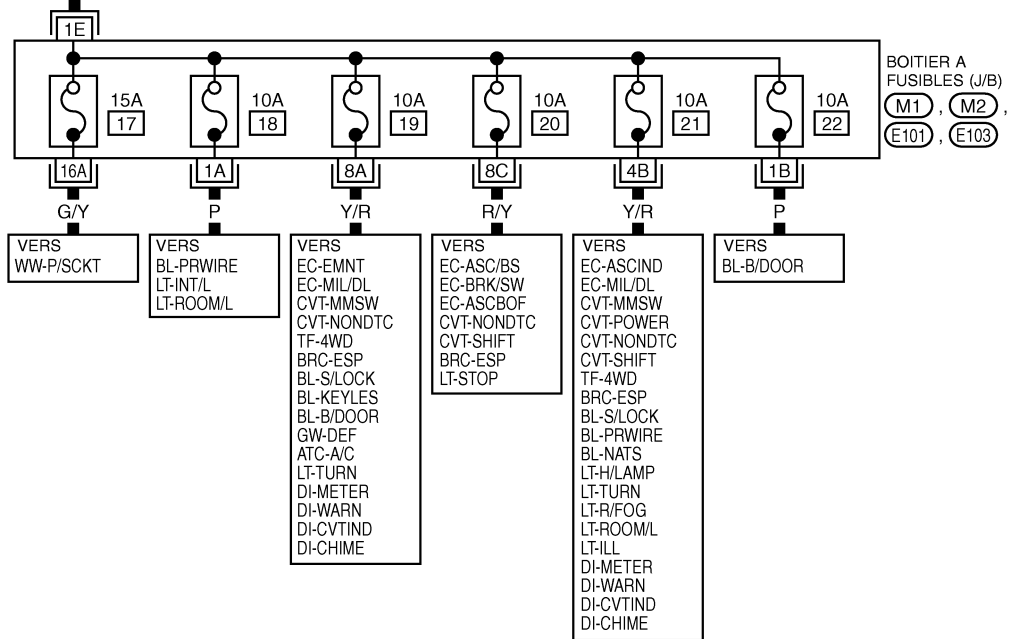 1E
BOITIER A
FUSIBLES (J/B)
M1 , M2 ,
E101 , E103
15A
17
10A
18
10A
19
10A
20
10A
21
10A
22
16A
1A
8A
8C
4B
1B
G/Y
P
Y/R
R/Y
Y/R
P
VERS
WW-P/SCKT
VERS
BL-PRWIRE
LT-INT/L
LT-ROOM/L
VERS
EC-EMNT
EC-MIL/DL
CVT-MMSW
CVT-NONDTC
TF-4WD
BRC-ESP
BL-S/LOCK
BL-KEYLES
BL-B/DOOR
GW-DEF
ATC-A/C
LT-TURN
DI-METER
DI-WARN
DI-CVTIND
DI-CHIME
VERS
EC-ASC/BS
EC-BRK/SW
EC-ASCBOF
CVT-NONDTC
CVT-SHIFT
BRC-ESP
LT-STOP
VERS
EC-ASCIND
EC-MIL/DL
CVT-MMSW
CVT-POWER
CVT-NONDTC
CVT-SHIFT
TF-4WD
BRC-ESP
BL-S/LOCK
BL-PRWIRE
BL-NATS
LT-H/LAMP
LT-TURN
LT-R/FOG
LT-ROOM/L
LT-ILL
DI-METER
DI-WARN
DI-CVTIND
DI-CHIME
VERS
BL-B/DOOR